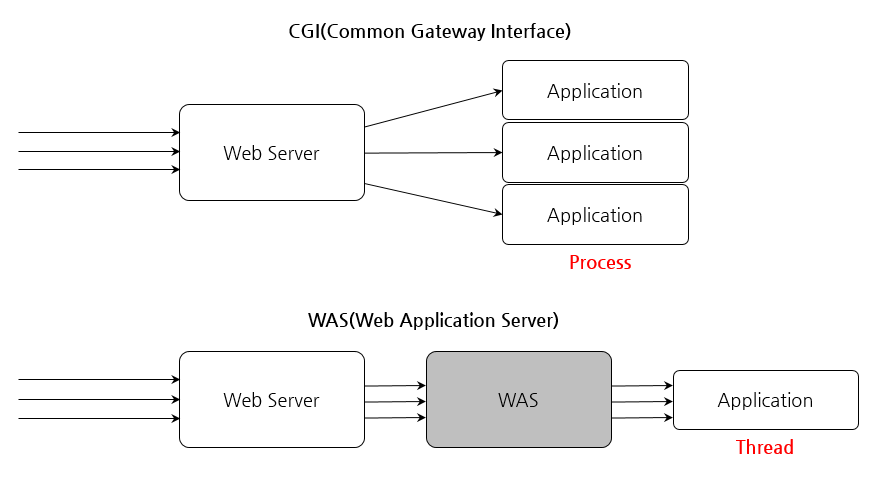 CGI(Common Gateway Interface)
Application
Web Server
Application
Application
Process
WAS(Web Application Server)
Web Server
WAS
Application
Thread